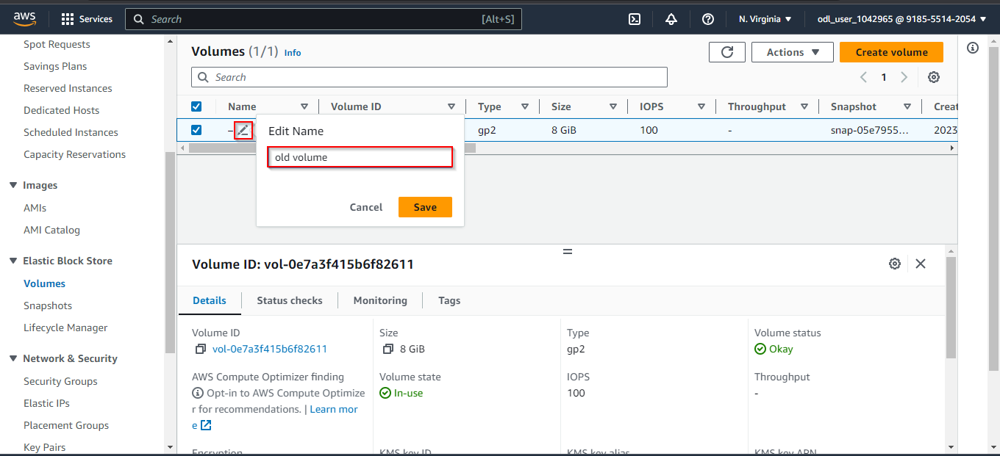 aws
Services
Search
[Alt+S]
N. Virginia
odl_user_1042965 @ 9185-5514-2054
Spot Requests
Savings Plans
Reserved Instances
Dedicated Hosts
Scheduled Instances
Capacity Reservations
Images
AMIs
AMI Catalog
Elastic Block Store
Volumes
Snapshots
Lifecycle Manager
Network & Security
Security Groups
Elastic IPs
Placement Groups
Key Pairs
Volumes (1/1) Info
Actions
Create volume
Search
1
Name
Volume ID
Type
Size
IOPS
Throughput
Snapshot
Creat
–
gp2
8 GiB
100
-
snap-05e7955...
2023
Edit Name
old volume
Cancel
Save
Volume ID: vol-0e7a3f415b6f82611
Details
Status checks
Monitoring
Tags
Volume ID
vol-0e7a3f415b6f82611
Size
8 GiB
Type
gp2
Volume status
Okay
AWS Compute Optimizer finding
Opt-in to AWS Compute Optimize
r for recommendations. | Learn mor
e
Volume state
In-use
IOPS
100
Throughput
-
Encryption
KMS key ID
KMS key alias
KMS key ARN